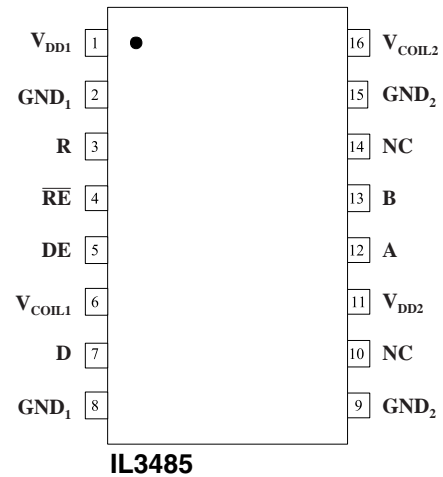 V_DD1 1 16 V_COIL2
GND_1 2 15 GND_2
R 3 14 NC
R̅E̅ 4 13 B
DE 5 12 A
V_COIL1 6 11 V_DD2
D 7 10 NC
GND_1 8 9 GND_2
IL3485